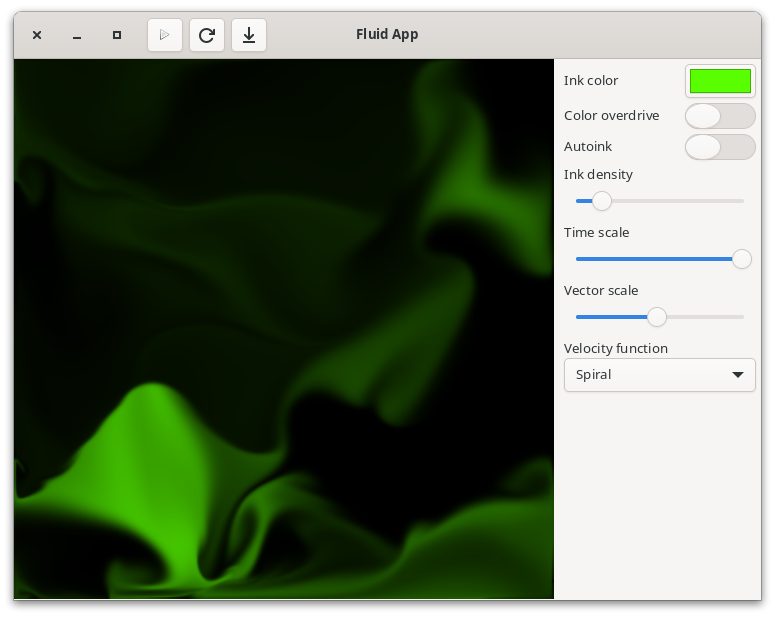 Fluid App
Ink color
Color overdrive
Autoink
Ink density
Time scale
Vector scale
Velocity function
Spiral